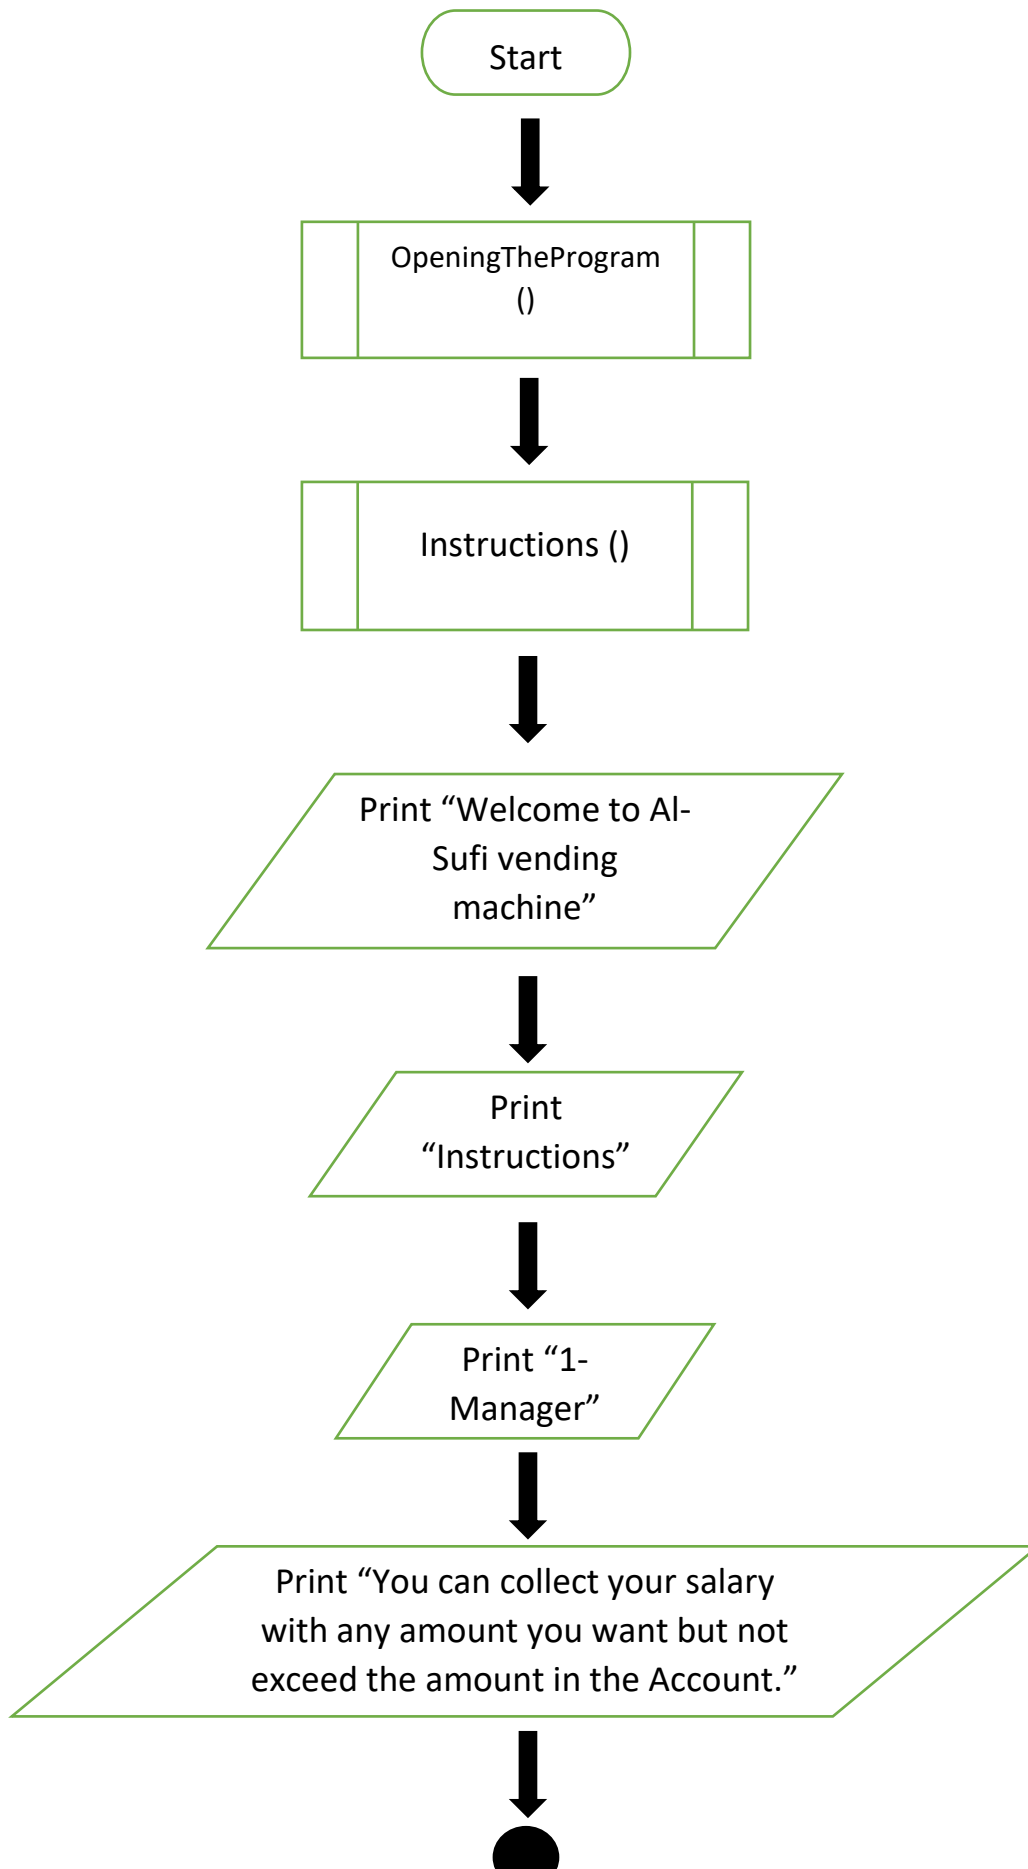 Start
OpeningTheProgram
()
Instructions ()
Print “Welcome to Al-
Sufi vending
machine”
Print
“Instructions”
Print “1-
Manager”
Print “You can collect your salary
with any amount you want but not
exceed the amount in the Account.”